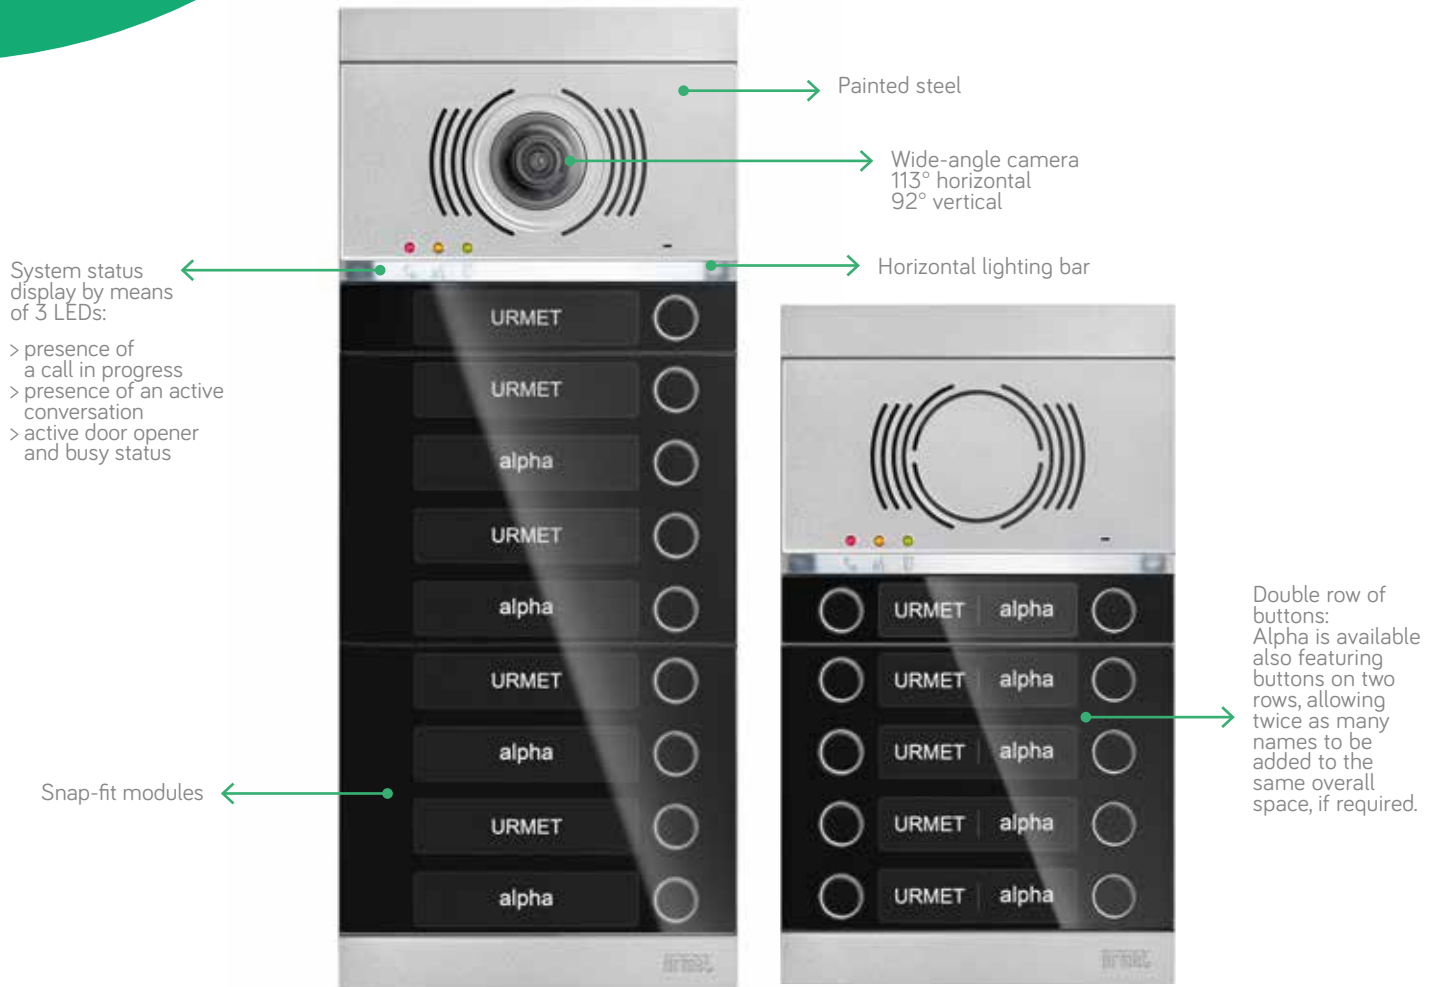 Painted steel
Wide-angle camera
113° horizontal
92° vertical
Horizontal lighting bar
System status
display by means
of 3 LEDs:
> presence of
a call in progress
> presence of an active
conversation
> active door opener
and busy status
Snap-fit modules
URMET
URMET
alpha
URMET
alpha
URMET
alpha
URMET
alpha
urmet
URMET alpha
URMET alpha
URMET alpha
URMET alpha
URMET alpha
urmet
Double row of
buttons:
Alpha is available
also featuring
buttons on two
rows, allowing
twice as many
names to be
added to the
same overall
space, if required.